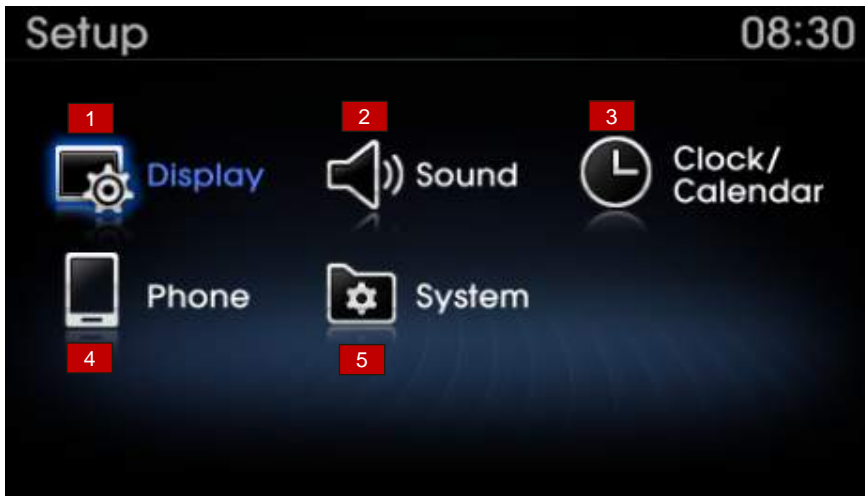 Setup 08:30
1 2 3
Display Sound Clock/
Calendar
Phone System
4 5